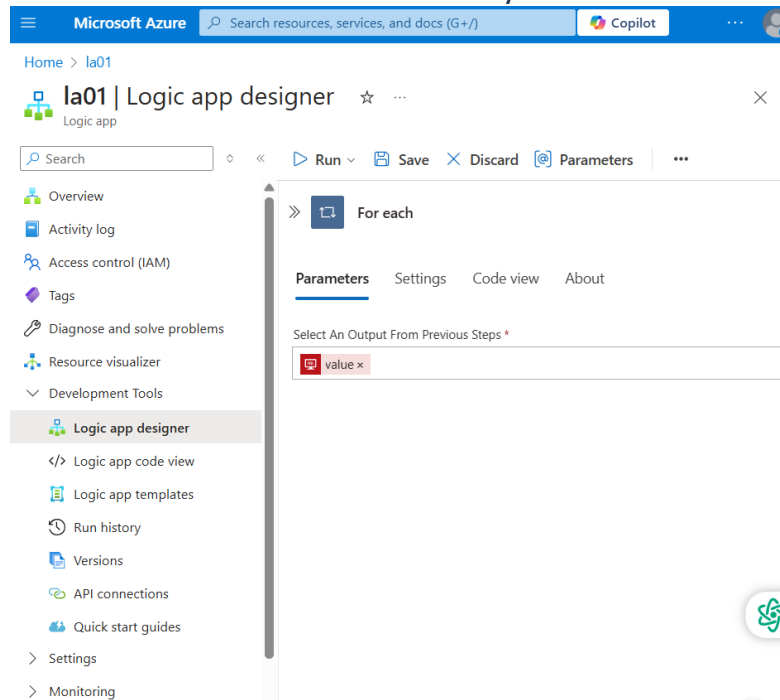 Microsoft Azure
Search resources, services, and docs (G+/)
Copilot
Home > la01
la01 | Logic app designer
Logic app
Search
Run
Save
Discard
Parameters
Overview
Activity log
Access control (IAM)
Tags
Diagnose and solve problems
Resource visualizer
Development Tools
Logic app designer
Logic app code view
Logic app templates
Run history
Versions
API connections
Quick start guides
Settings
Monitoring
For each
Parameters Settings Code view About
Select An Output From Previous Steps *
value ×